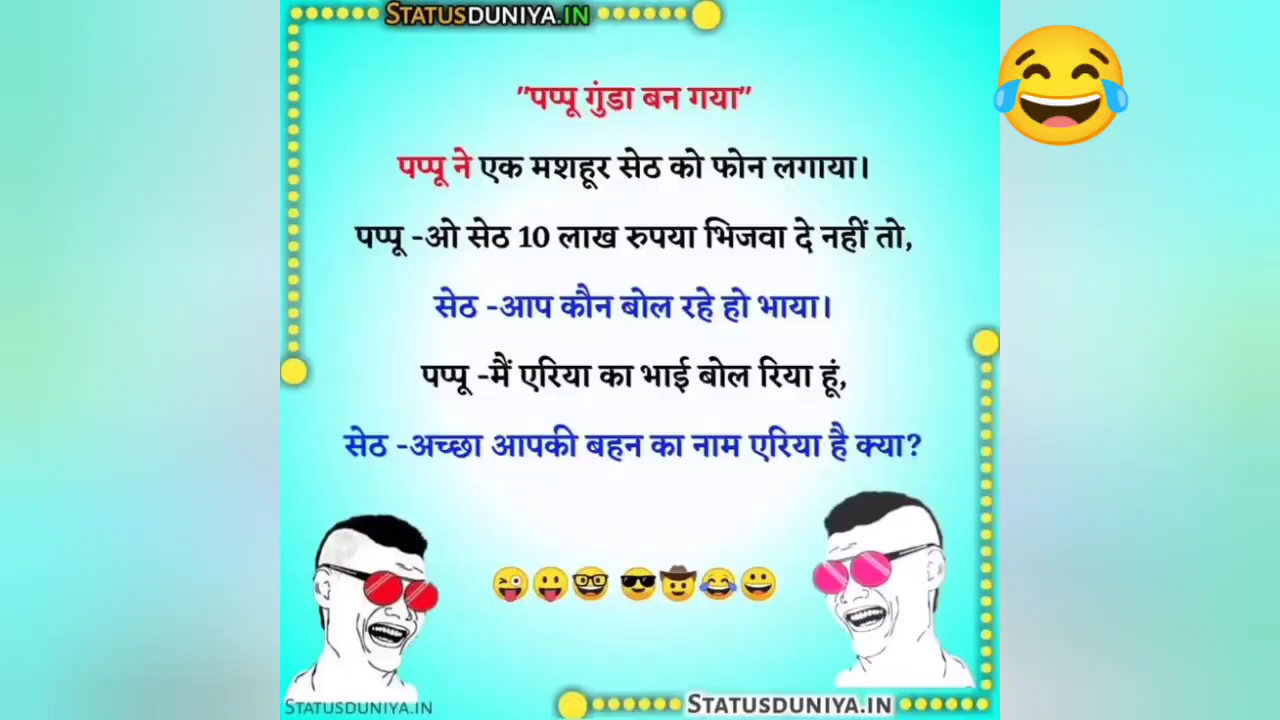 STATUSDUNIYA.IN
"पप्पू गुंडा बन गया"
पप्पू ने एक मशहूर सेठ को फोन लगाया।
पप्पू -ओ सेठ 10 लाख रुपया भिजवा दे नहीं तो,
सेठ -आप कौन बोल रहे हो भाया।
पप्पू -मैं एरिया का भाई बोल रिया हूं,
सेठ -अच्छा आपकी बहन का नाम एरिया है क्या?
STATUSDUNIYA.IN
STATUSDUNIYA.IN